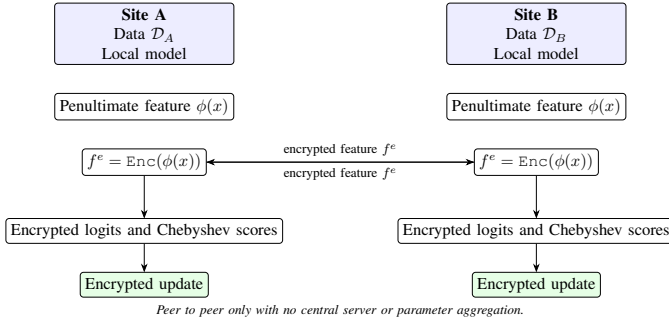 Site A
Data 𝒟_A
Local model
Site B
Data 𝒟_B
Local model
Penultimate feature ϕ(x)
Penultimate feature ϕ(x)
f^e = Enc(ϕ(x))
encrypted feature f^e
encrypted feature f^e
f^e = Enc(ϕ(x))
Encrypted logits and Chebyshev scores
Encrypted logits and Chebyshev scores
Encrypted update
Encrypted update
Peer to peer only with no central server or parameter aggregation.